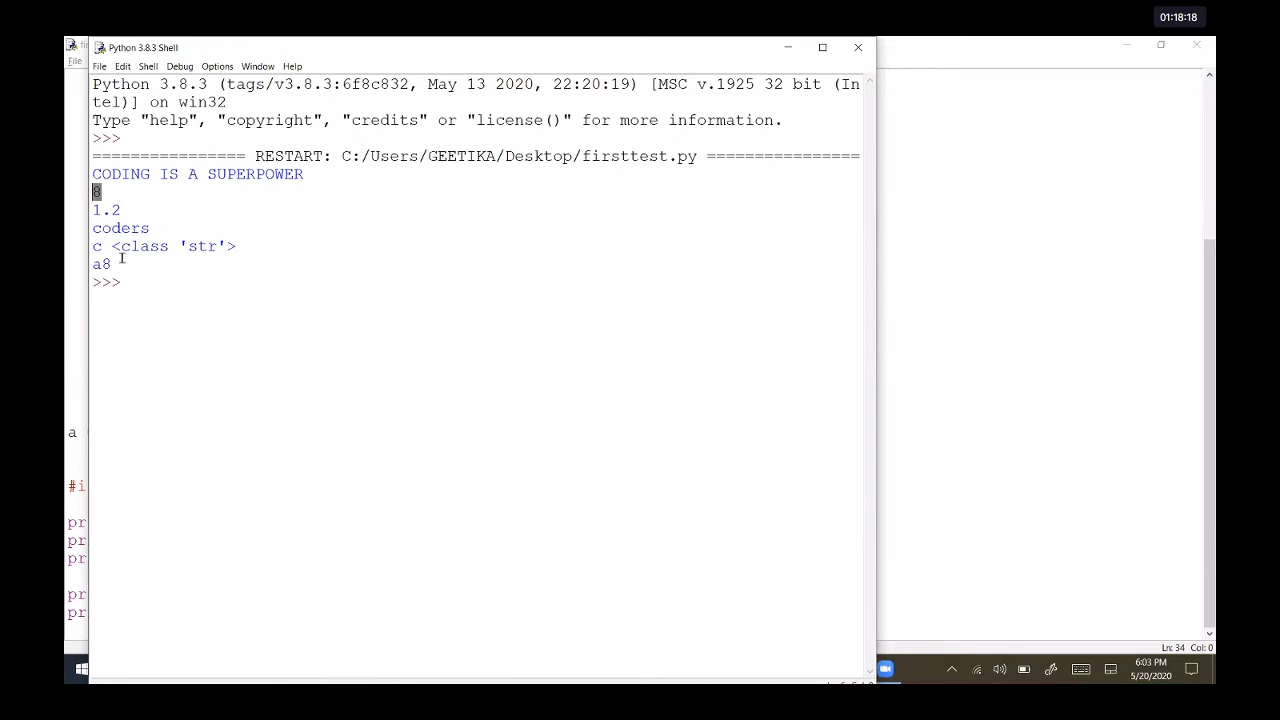 01:18:18
Python 3.8.3 Shell
File
File Edit Shell Debug Options Window Help
Python 3.8.3 (tags/v3.8.3:6f8c832, May 13 2020, 22:20:19) [MSC v.1925 32 bit (In
tel)] on win32
Type "help", "copyright", "credits" or "license()" for more information.
>>>
=============== RESTART: C:/Users/GEETIKA/Desktop/firsttest.py ================
CODING IS A SUPERPOWER
8
1.2
coders
c <class 'str'>
a8
>>>
a
#i
pr
pr
pr
pr
pr
Ln: 34 Col: 0
6:03 PM
5/20/2020